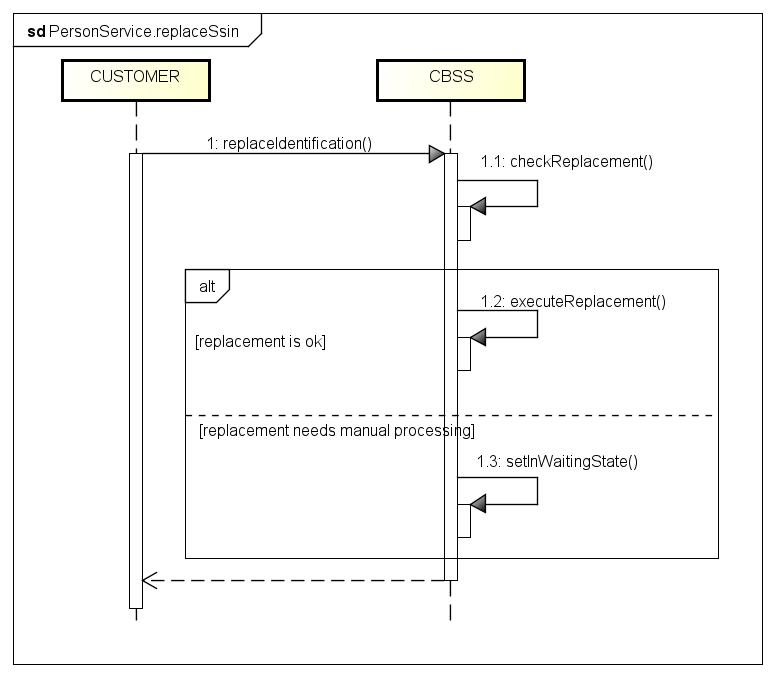 sd PersonService.replaceSsin
CUSTOMER
CBSS
1: replaceIdentification()
1.1: checkReplacement()
alt
1.2: executeReplacement()
[replacement is ok]
[replacement needs manual processing]
1.3: setInWaitingState()